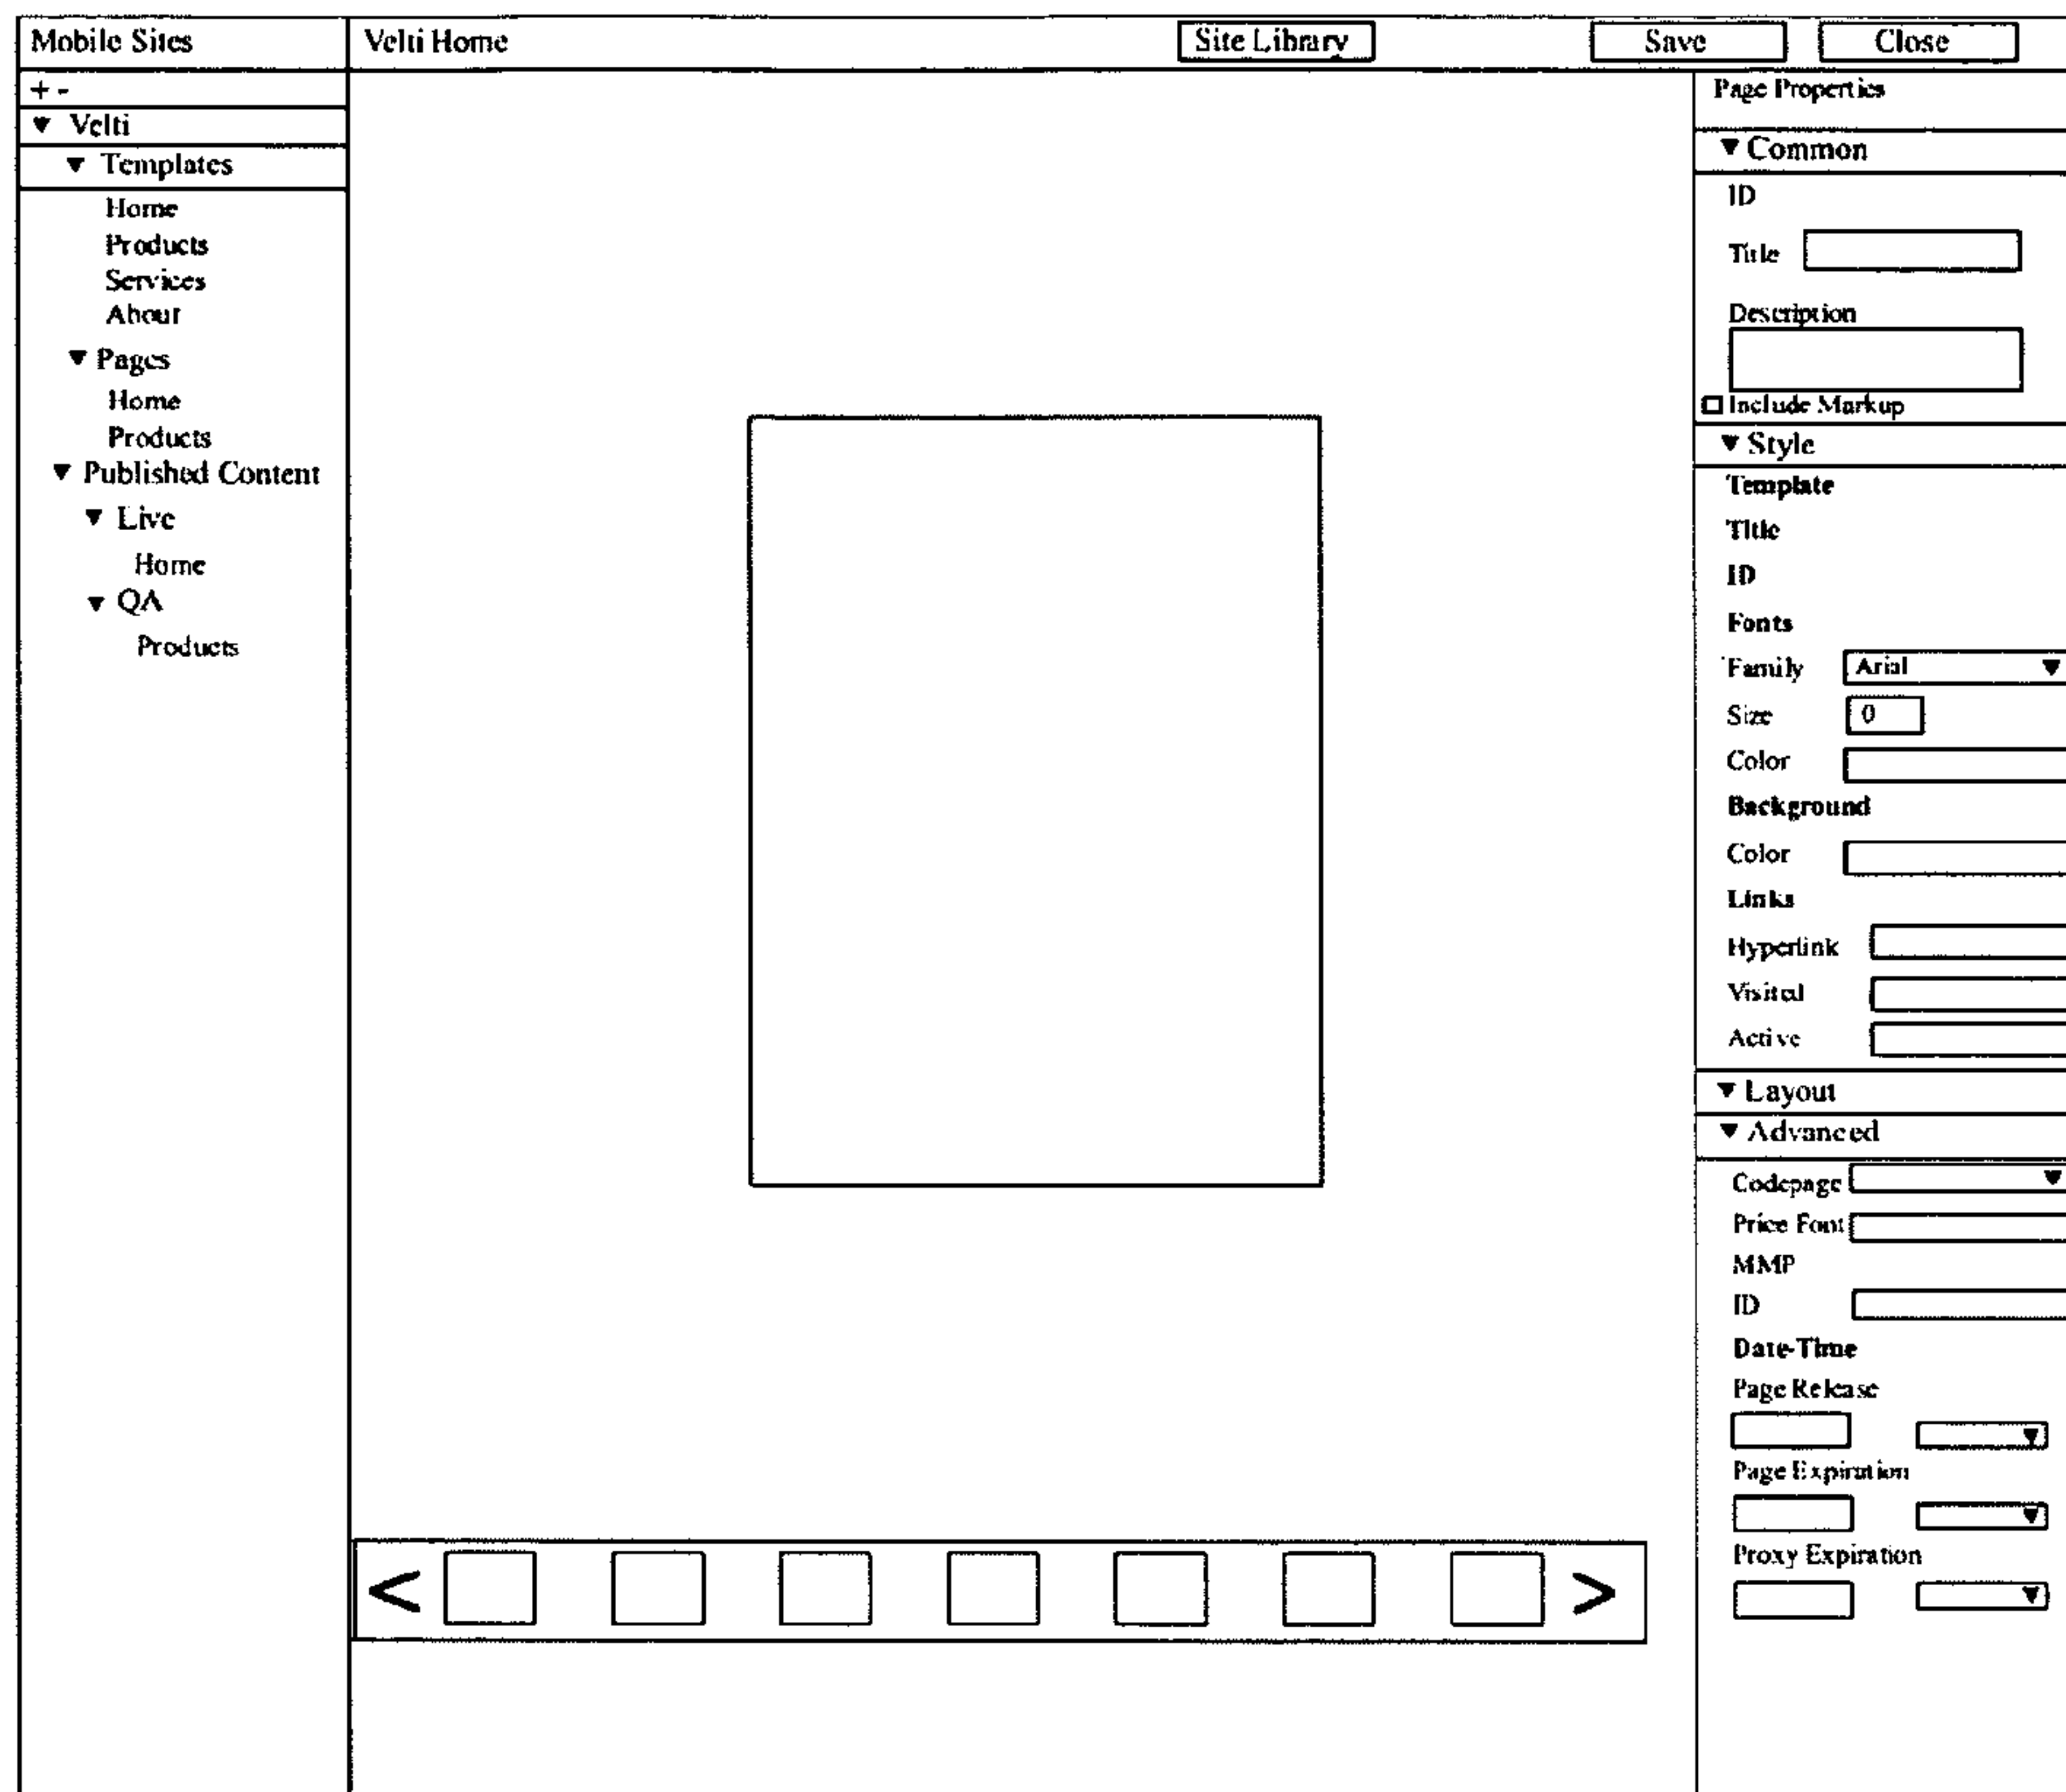 Mobile Sites
Velti Home
Site Library
Save
Close
+ -
▼ Velti
▼ Templates
Home
Products
Services
About
▼ Pages
Home
Products
▼ Published Content
▼ Live
Home
▼ QA
Products
< >
Page Properties
▼ Common
ID
Title
Description
Include Markup
▼ Style
Template
Title
ID
Fonts
Family Arial ▼
Size 0
Color
Background
Color
Links
Hyperlink
Visited
Active
▼ Layout
▼ Advanced
Codepage ▼
Price Font
MMP
ID
Date-Time
Page Release
▼
Page Expiration
▼
Proxy Expiration
▼